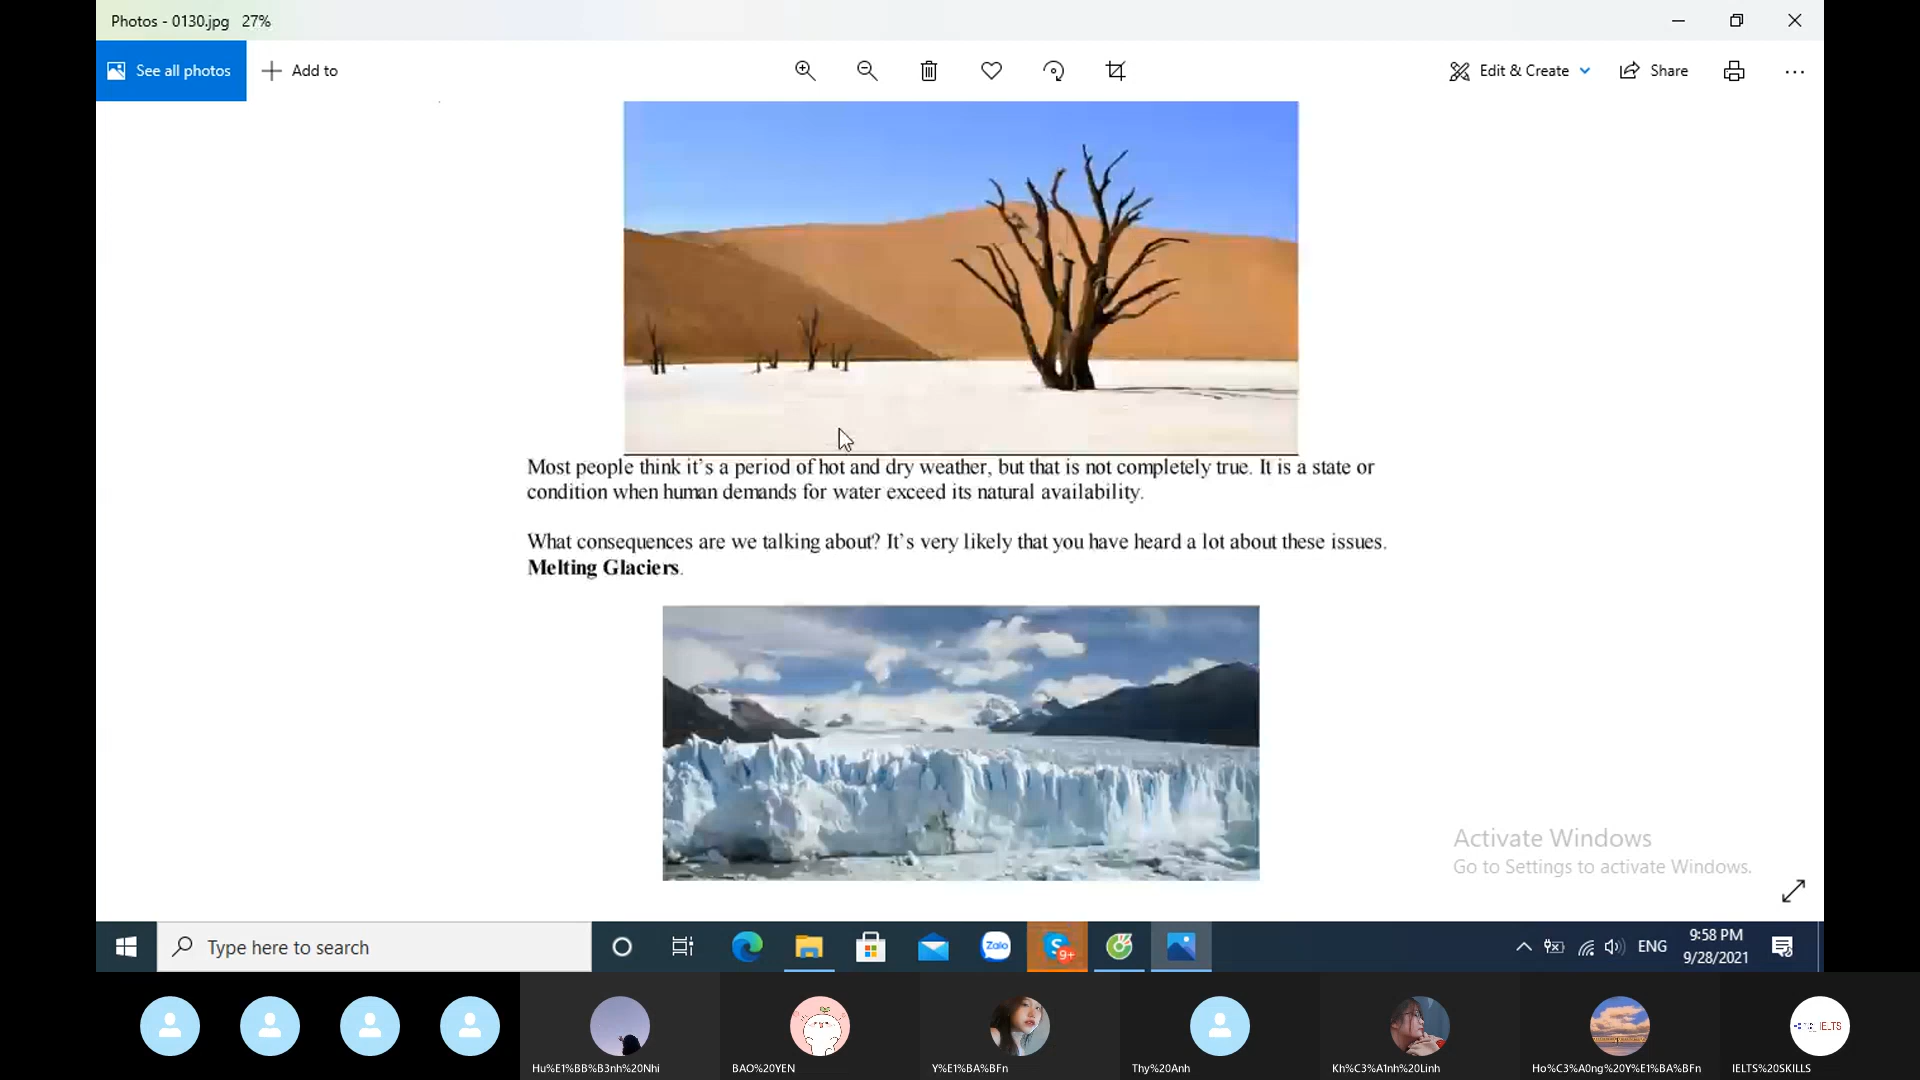 Photos - 0130.jpg 27%
See all photos
Add to
Edit & Create
Share
Most people think it's a period of hot and dry weather, but that is not completely true. It is a state or
condition when human demands for water exceed its natural availability.
What consequences are we talking about? It's very likely that you have heard a lot about these issues.
Melting Glaciers.
Activate Windows
Go to Settings to activate Windows.
Type here to search
Zalo
S 9+
ENG
9:58 PM
9/28/2021
Hu%E1%BB%B3nh%20Nhi
BAO%20YEN
Y%E1%BA%BFn
Thy%20Anh
Kh%C3%A1nh%20Linh
Ho%C3%A0ng%20Y%E1%BA%BFn
IELTS
IELTS%20SKILLS